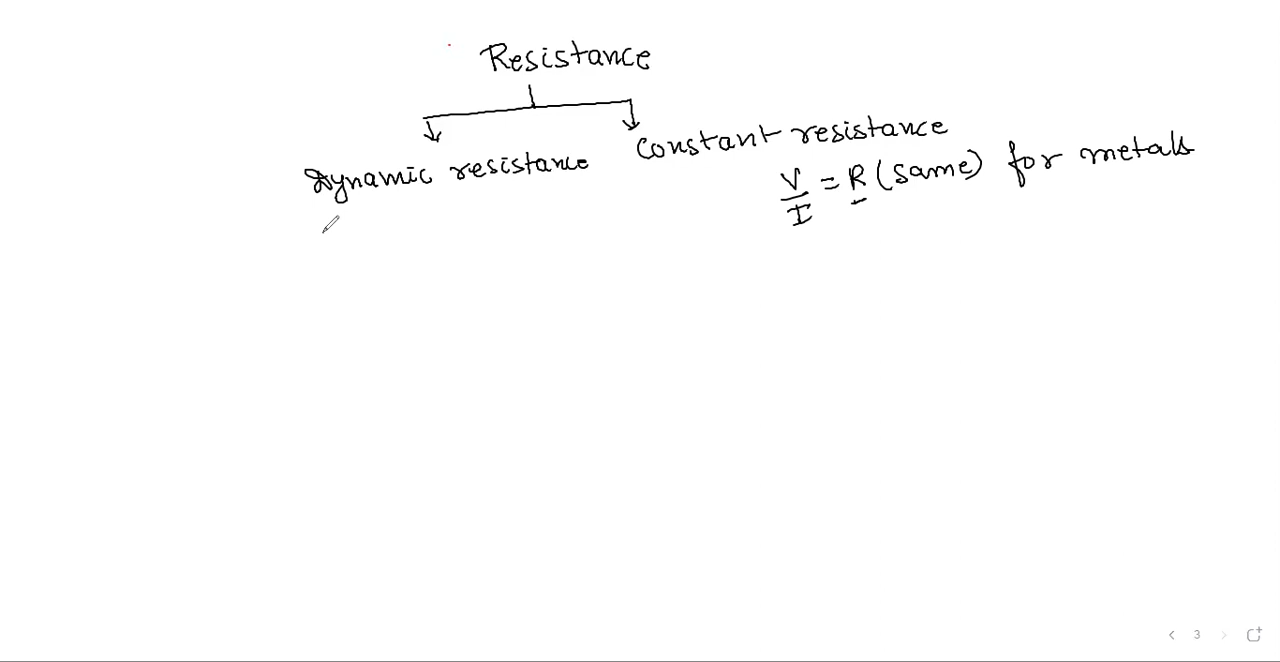 Resistance
Dynamic resistance
Constant resistance
V/I = R (same) for metals
3